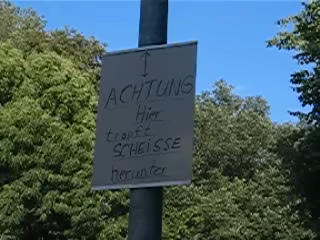 ACHTUNG
Hier
tropft
SCHEISSE
herunter